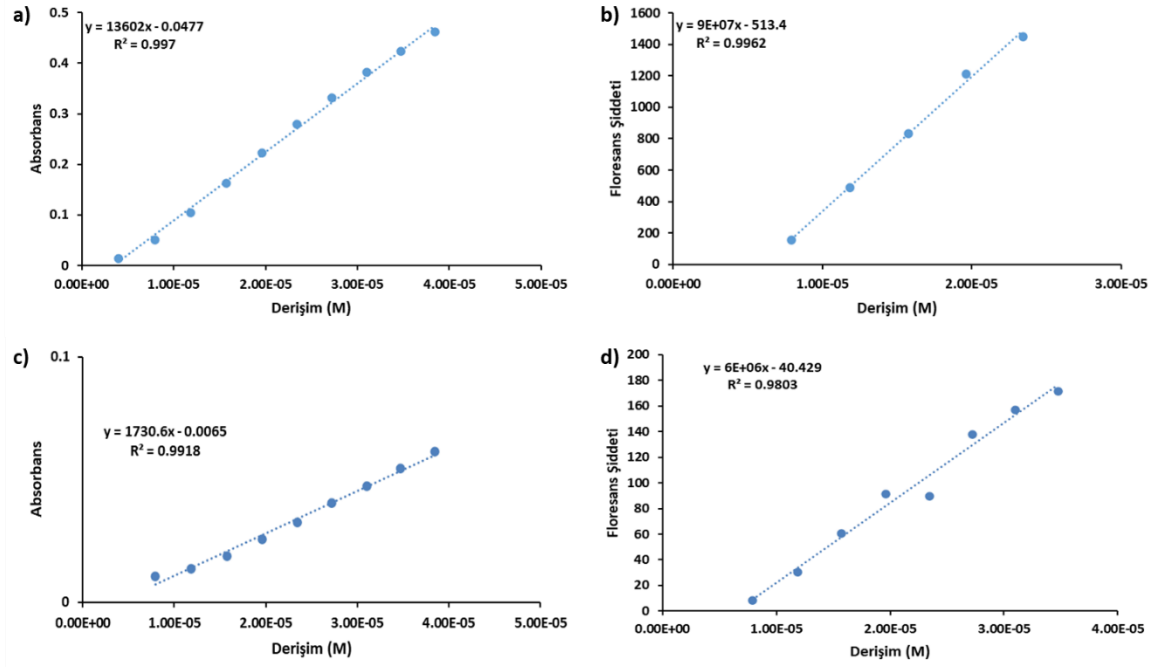 a)
y = 13602x - 0.0477
R² = 0.997
Absorbans
0.5
0.4
0.3
0.2
0.1
0
0.00E+00 1.00E-05 2.00E-05 3.00E-05 4.00E-05 5.00E-05
Derişim (M)
b)
y = 9E+07x - 513.4
R² = 0.9962
Floresans Şiddeti
1600
1400
1200
1000
800
600
400
200
0
0.00E+00 1.00E-05 2.00E-05 3.00E-05
Derişim (M)
c)
y = 1730.6x - 0.0065
R² = 0.9918
Absorbans
0.1
0
0.00E+00 1.00E-05 2.00E-05 3.00E-05 4.00E-05 5.00E-05
Derişim (M)
d)
y = 6E+06x - 40.429
R² = 0.9803
Floresans Şiddeti
200
180
160
140
120
100
80
60
40
20
0
0.00E+00 1.00E-05 2.00E-05 3.00E-05 4.00E-05
Derişim (M)